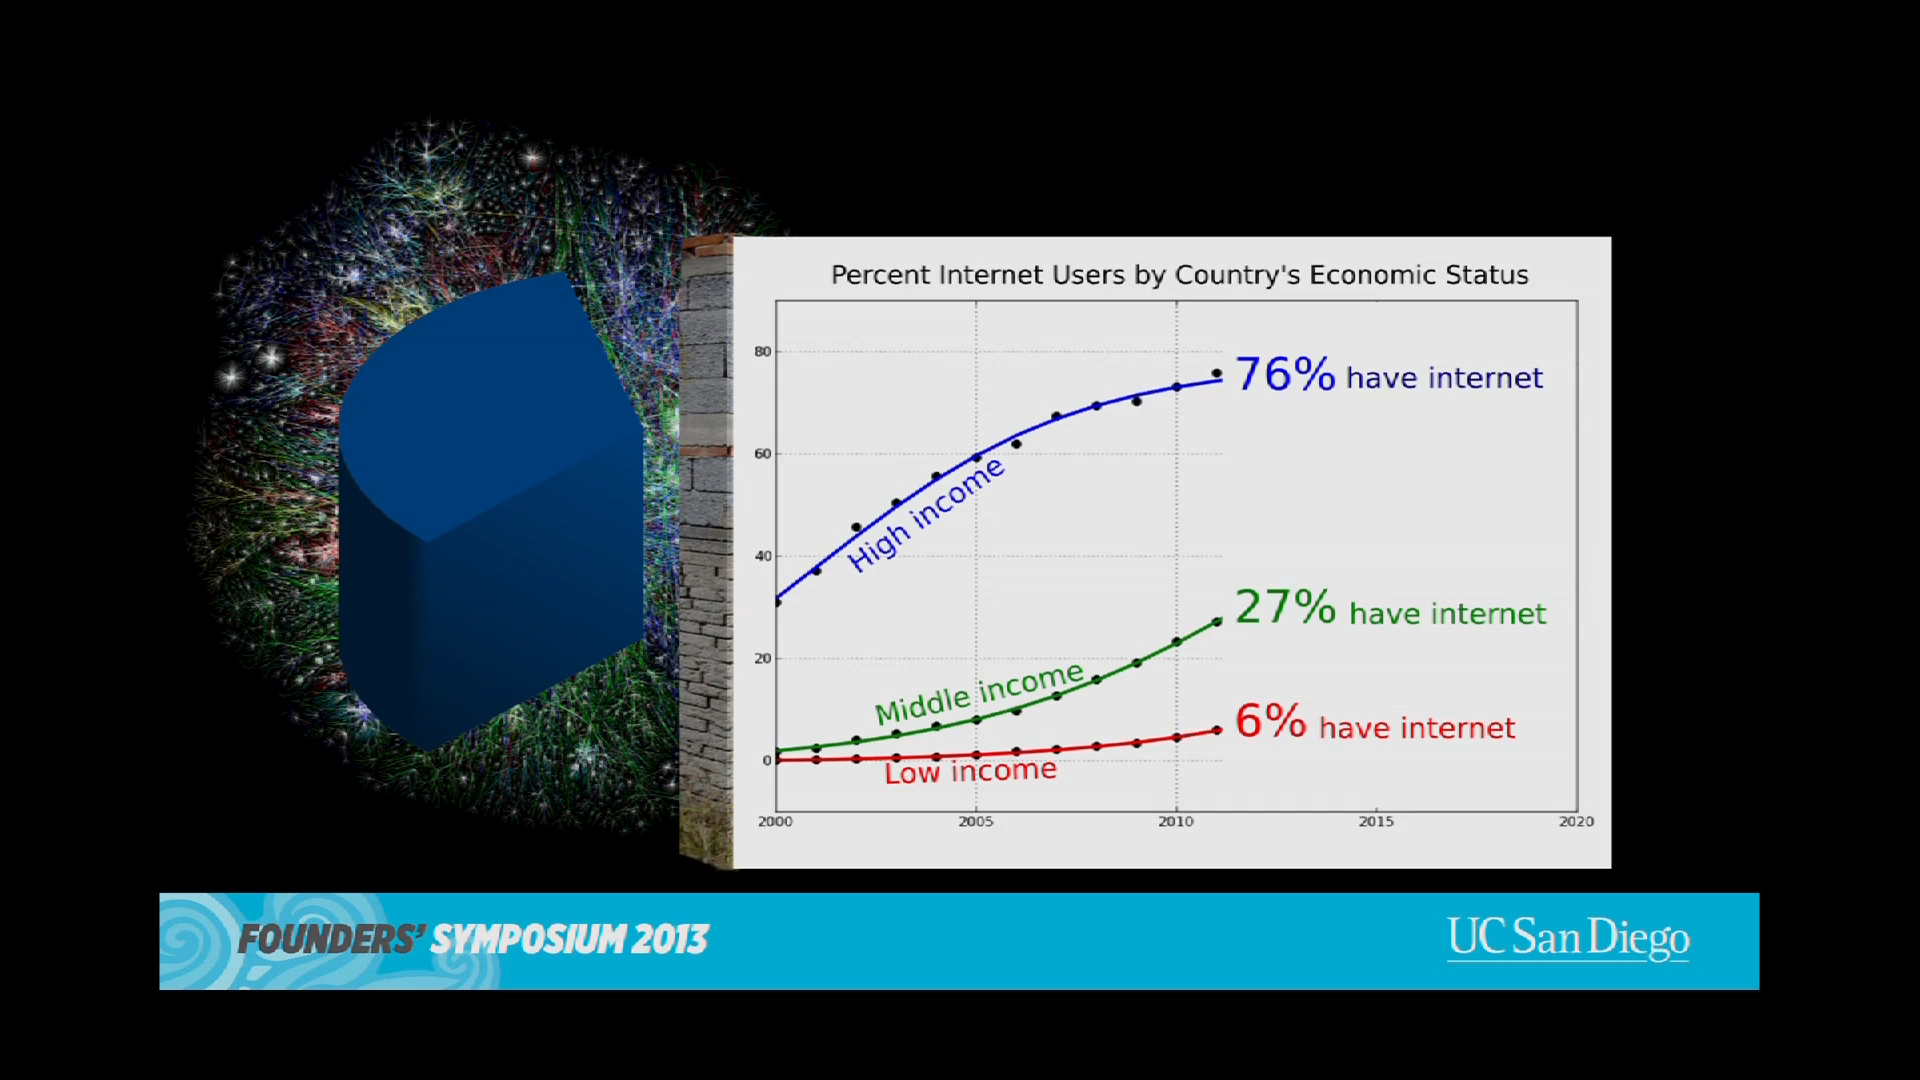 Percent Internet Users by Country's Economic Status
80
60
40
20
0
2000
2005
2010
2015
2020
High income
Middle income
Low income
76% have internet
27% have internet
6% have internet
FOUNDERS' SYMPOSIUM 2013
UC San Diego